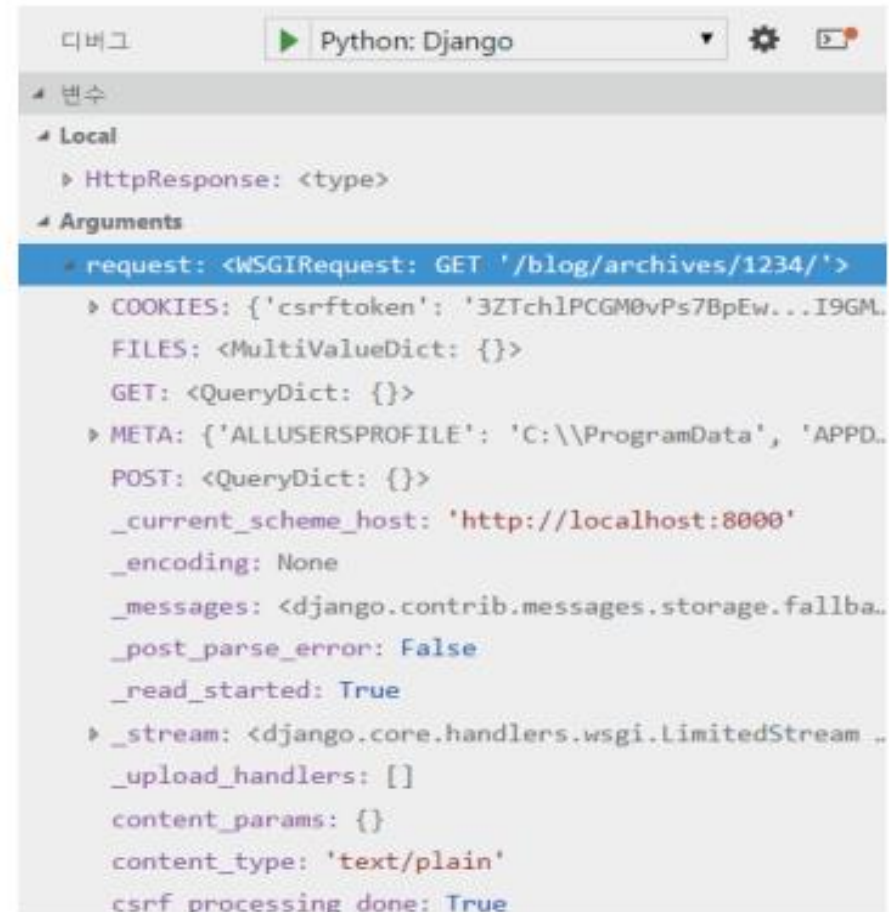 디버그 Python: Django
변수
Local
HttpResponse: <type>
Arguments
request: <WSGIRequest: GET '/blog/archives/1234/'>
COOKIES: {'csrftoken': '3ZTchlPCGM0vPs7BpEw...I9GM…
FILES: <MultiValueDict: {}>
GET: <QueryDict: {}>
META: {'ALLUSERSPROFILE': 'C:\\ProgramData', 'APPD…
POST: <QueryDict: {}>
_current_scheme_host: 'http://localhost:8000'
_encoding: None
_messages: <django.contrib.messages.storage.fallba…
_post_parse_error: False
_read_started: True
_stream: <django.core.handlers.wsgi.LimitedStream …
_upload_handlers: []
content_params: {}
content_type: 'text/plain'
csrf_processing_done: True